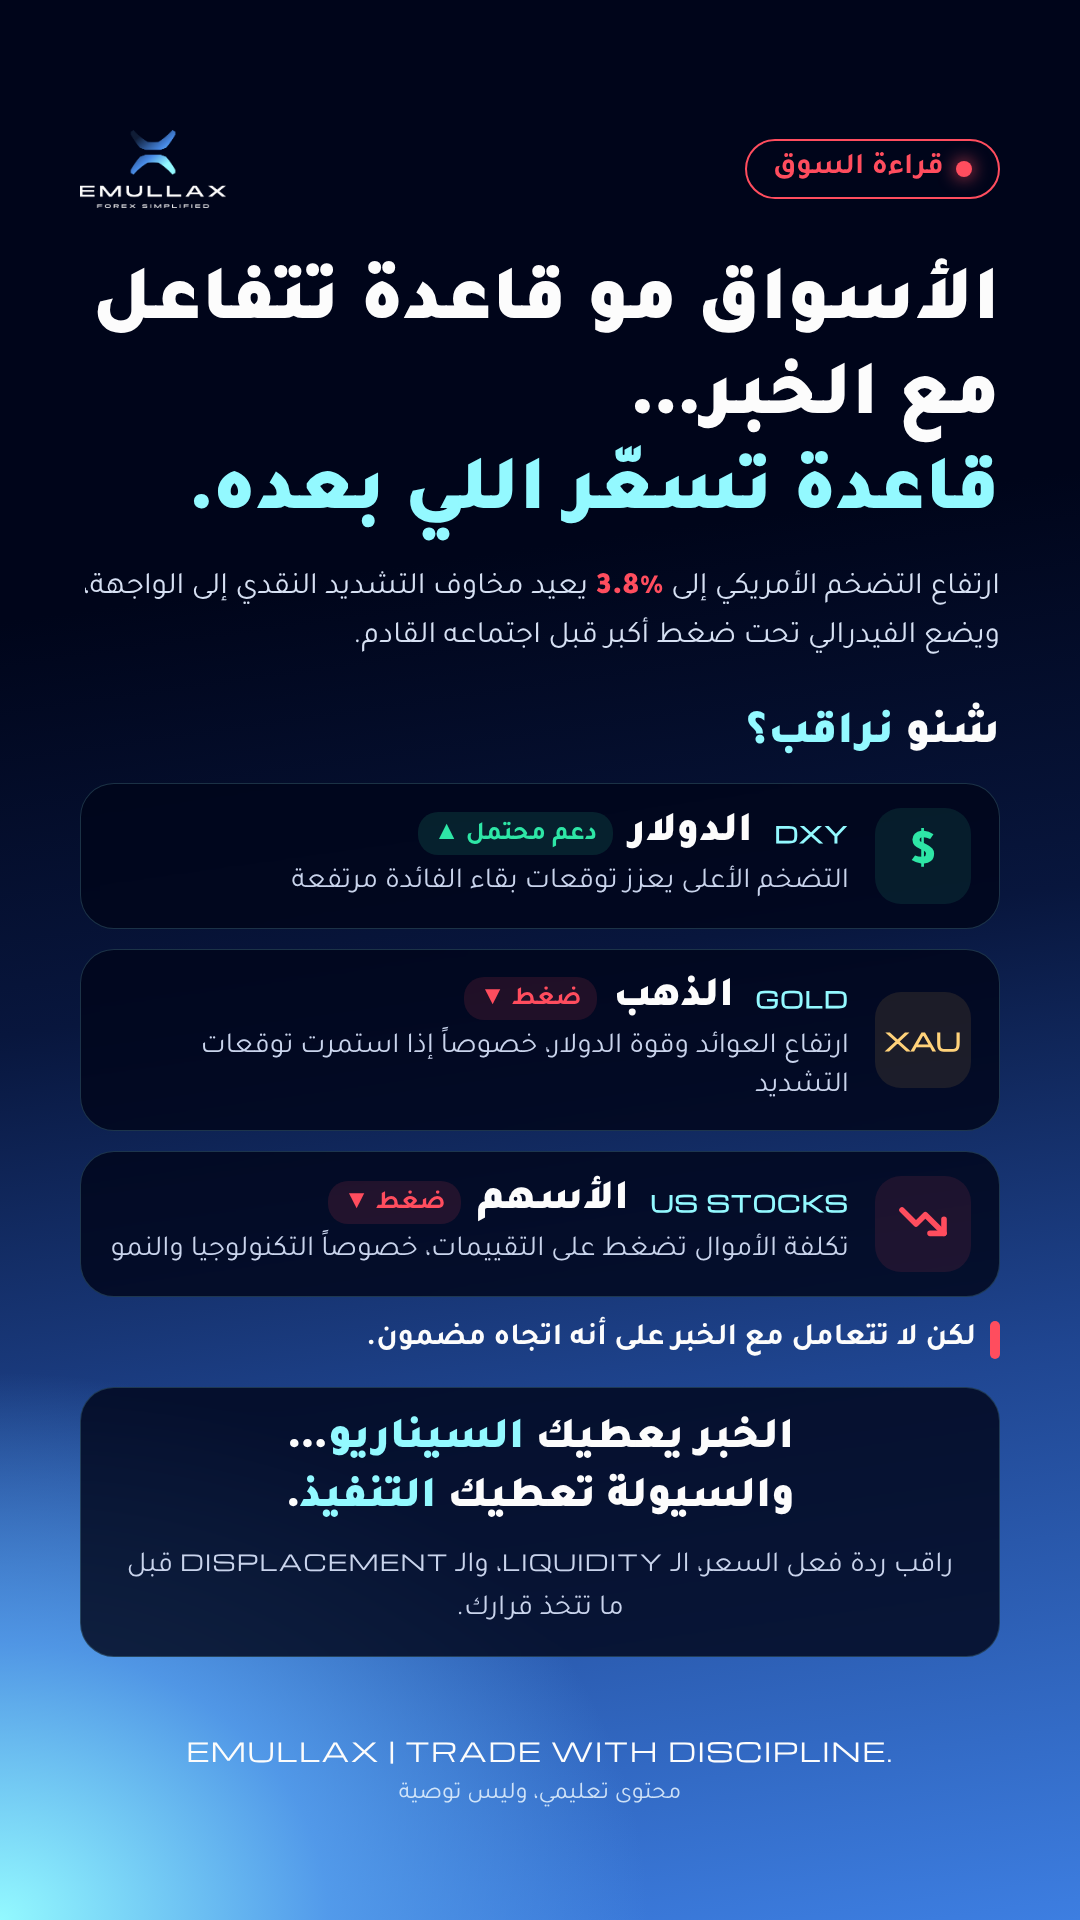 EMULLAX
FOREX SIMPLIFIED
قراءة السوق
الأسواق مو قاعدة تتفاعل
مع الخبر...
قاعدة تسعّر اللي بعده.
ارتفاع التضخم الأمريكي إلى 3.8% يعيد مخاوف التشديد النقدي إلى الواجهة،
ويضع الفيدرالي تحت ضغط أكبر قبل اجتماعه القادم.
شنو نراقب؟
$
DXY الدولار دعم محتمل ▲
التضخم الأعلى يعزز توقعات بقاء الفائدة مرتفعة
XAU
GOLD الذهب ضغط ▼
ارتفاع العوائد وقوة الدولار، خصوصاً إذا استمرت توقعات
التشديد
US STOCKS الأسهم ضغط ▼
تكلفة الأموال تضغط على التقييمات، خصوصاً التكنولوجيا والنمو
لكن لا تتعامل مع الخبر على أنه اتجاه مضمون.
الخبر يعطيك السيناريو...
والسيولة تعطيك التنفيذ.
راقب ردة فعل السعر، الـ LIQUIDITY، والـ DISPLACEMENT قبل
ما تتخذ قرارك.
EMULLAX | TRADE WITH DISCIPLINE.
محتوى تعليمي، وليس توصية